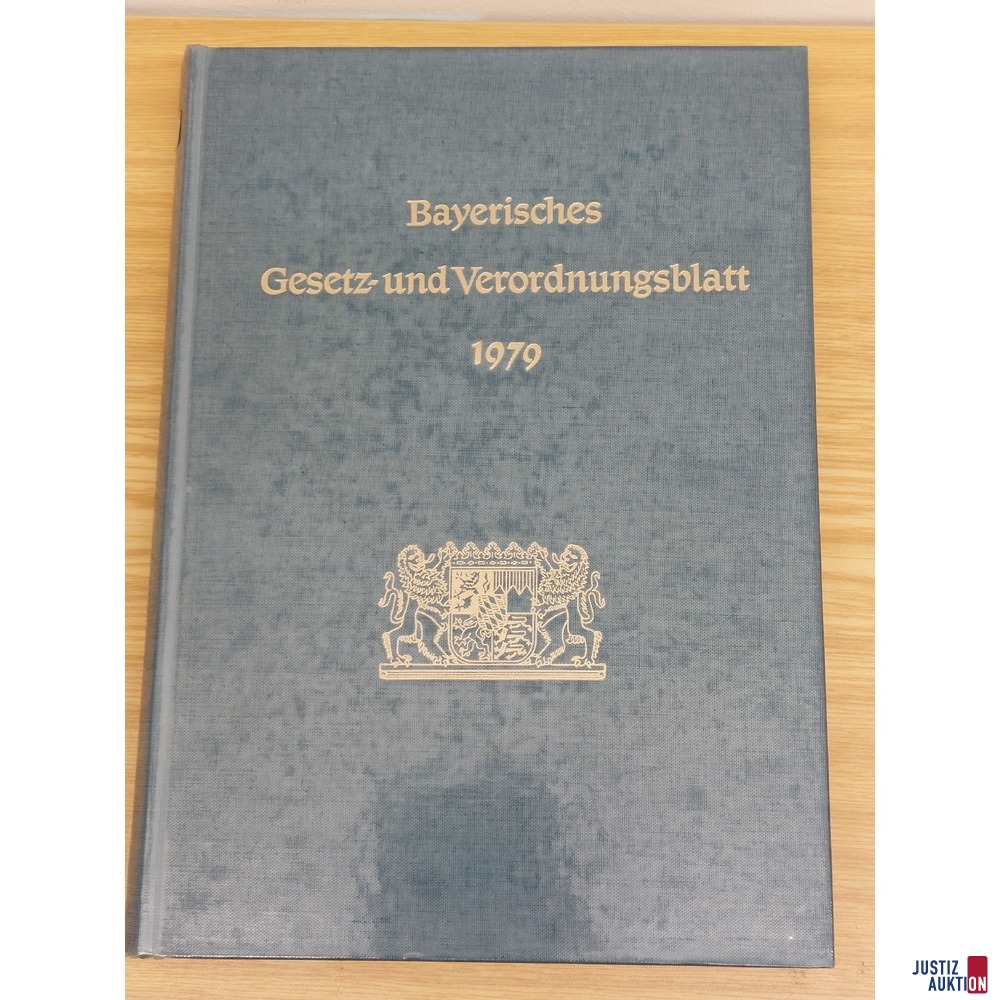 Bayerisches
Gesetz- und Verordnungsblatt
1979
JUSTIZ
AUKTION